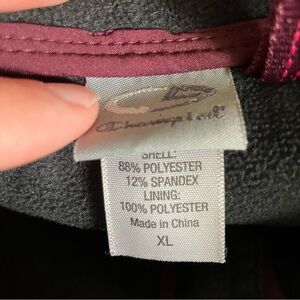 Champion
SHELL:
88% POLYESTER
12% SPANDEX
LINING:
100% POLYESTER
Made in China
XL